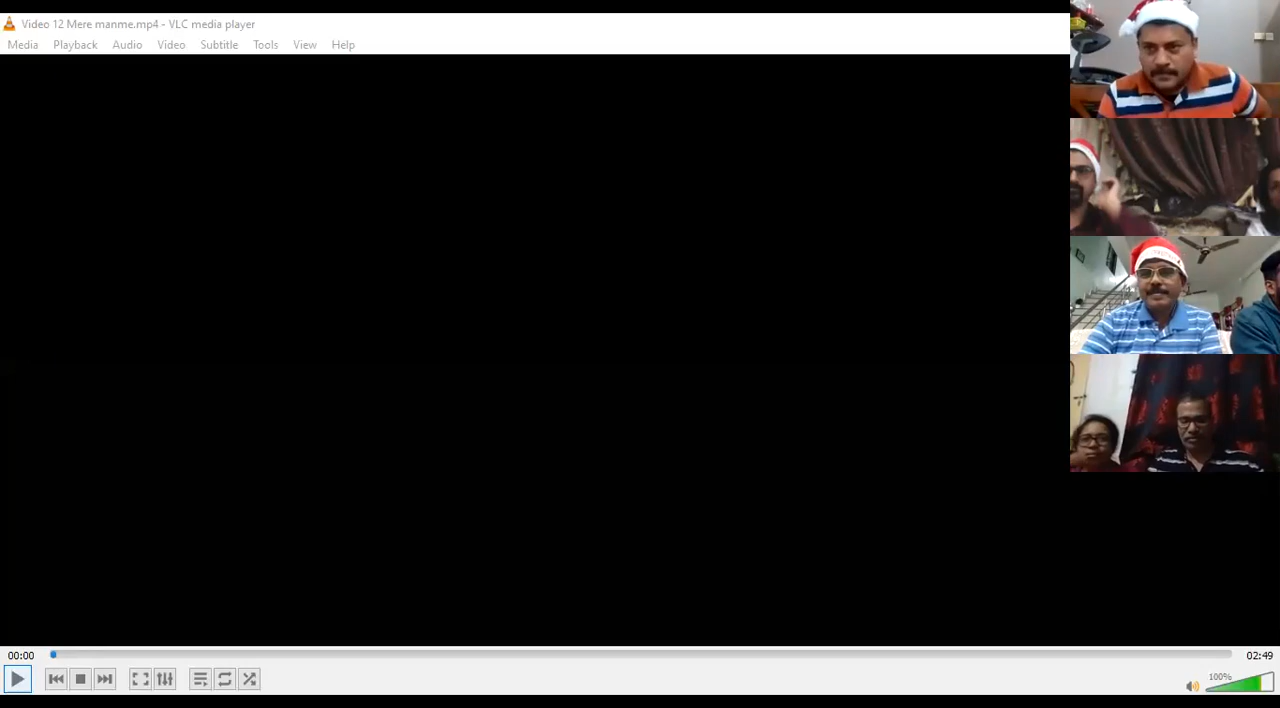 Video 12 Mere manme.mp4 - VLC media player
Media Playback Audio Video Subtitle Tools View Help
00:00 02:49
100%